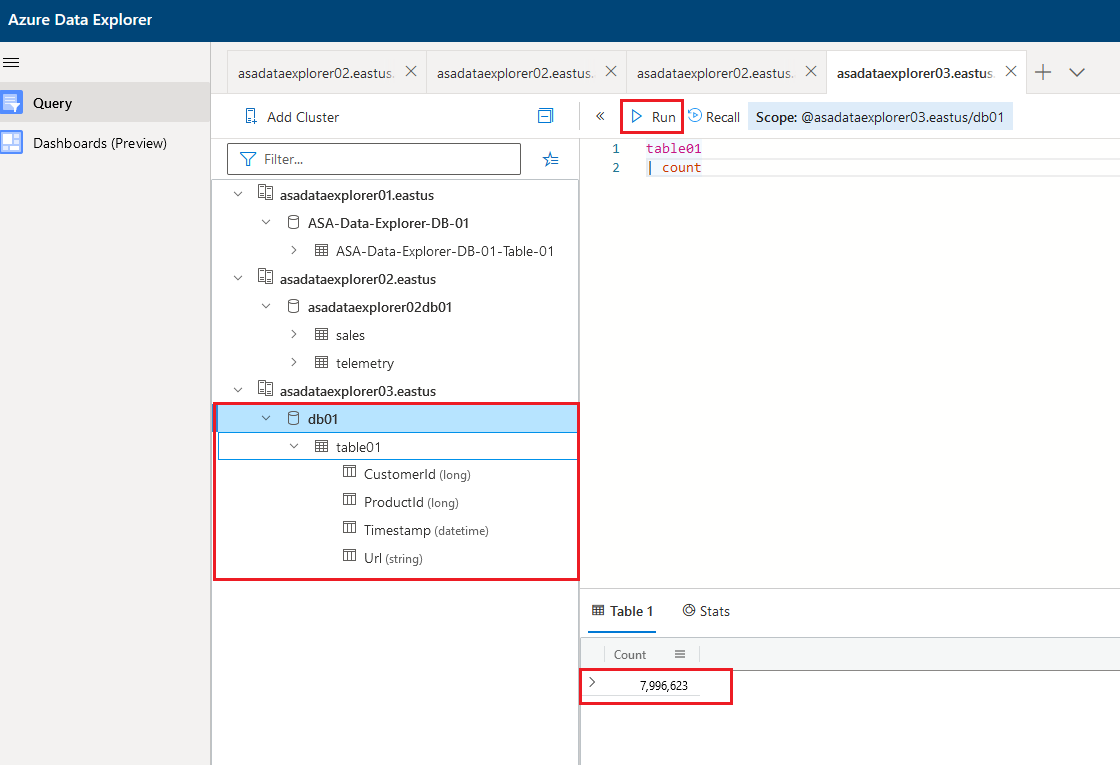 Azure Data Explorer
Query
Dashboards (Preview)
asadataexplorer02.eastus.
asadataexplorer02.eastus.
asadataexplorer02.eastus.
asadataexplorer03.eastus.
Add Cluster
Filter...
asadataexplorer01.eastus
ASA-Data-Explorer-DB-01
ASA-Data-Explorer-DB-01-Table-01
asadataexplorer02.eastus
asadataexplorer02db01
sales
telemetry
asadataexplorer03.eastus
db01
table01
CustomerId (long)
ProductId (long)
Timestamp (datetime)
Url (string)
Run
Recall
Scope: @asadataexplorer03.eastus/db01
1 table01
2 | count
Table 1
Stats
Count
7,996,623